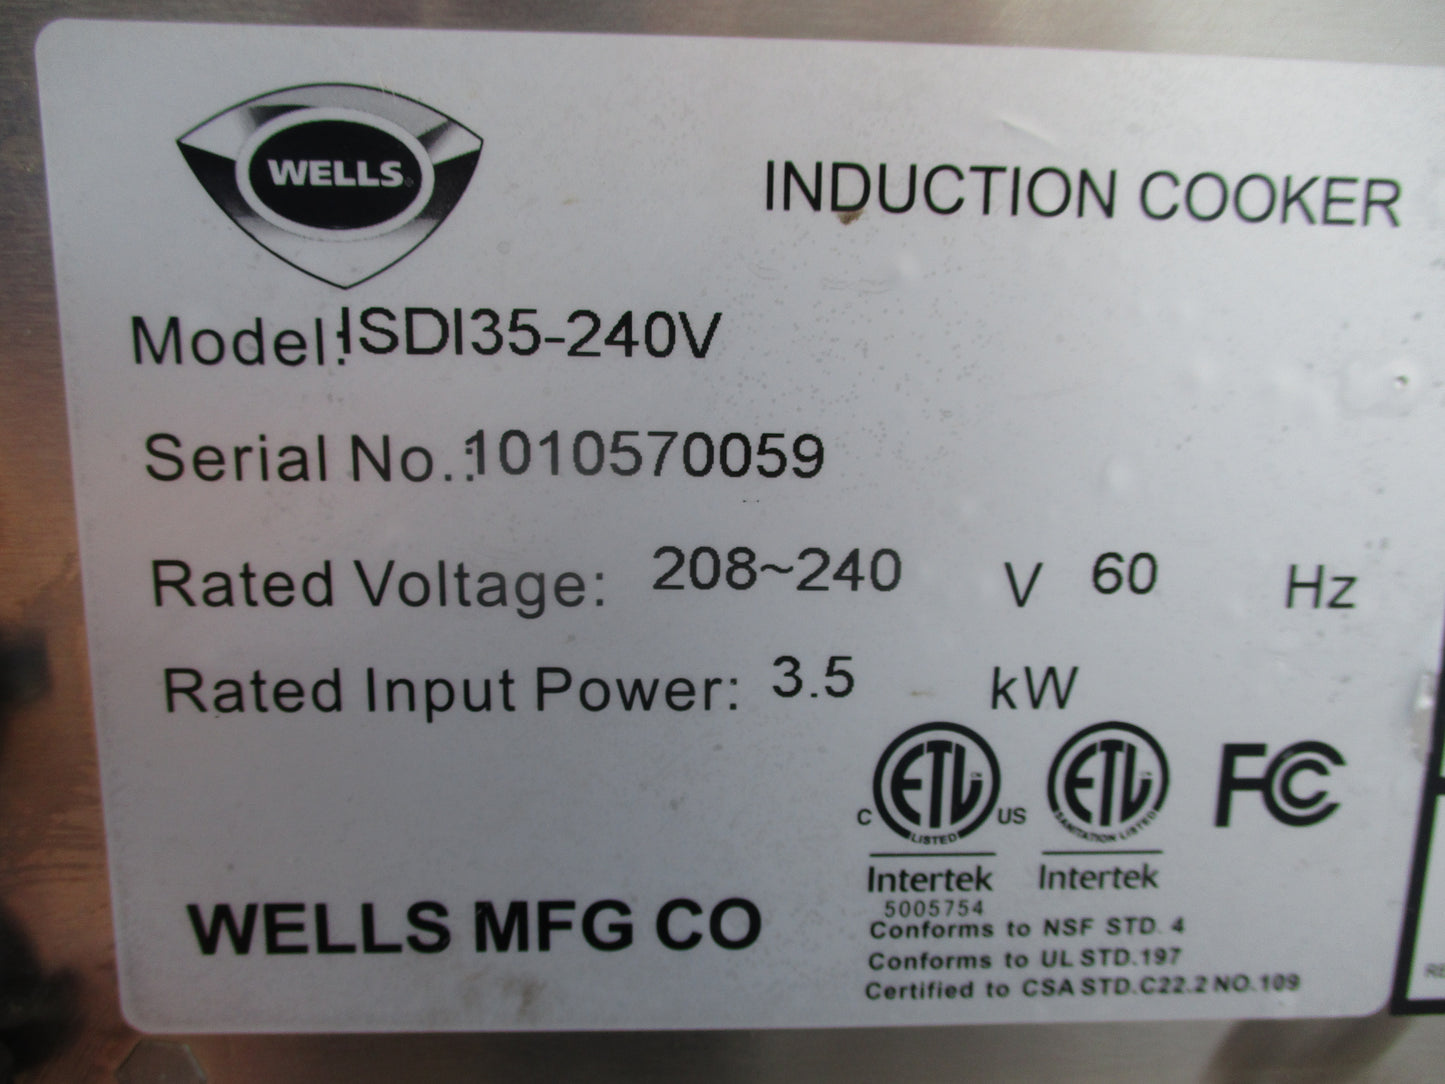 WELLS®
INDUCTION COOKER
Model:ISDI35-240V
Serial No.:1010570059
Rated Voltage: 208~240 V 60 Hz
Rated Input Power: 3.5 kW
ETL ETL FC
C US
LISTED SANITATION LISTED
Intertek Intertek
5005754
WELLS MFG CO
Conforms to NSF STD. 4
Conforms to UL STD.197
Certified to CSA STD.C22.2 NO.109